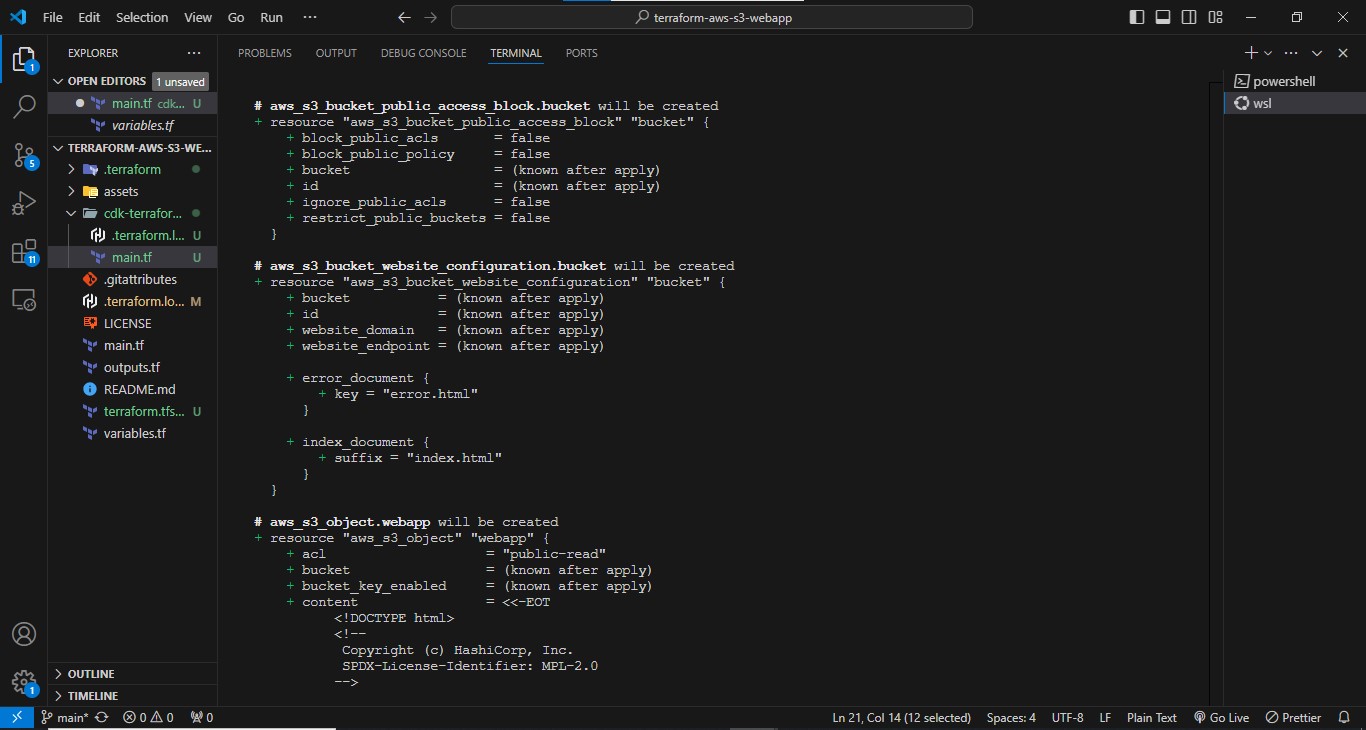 File Edit Selection View Go Run ···
terraform-aws-s3-webapp
EXPLORER
OPEN EDITORS 1 unsaved
main.tf cdk... U
variables.tf
TERRAFORM-AWS-S3-WE...
.terraform
assets
cdk-terrafor...
.terraform.l... U
main.tf U
.gitattributes
.terraform.lo... M
LICENSE
main.tf
outputs.tf
README.md
terraform.tfs... U
variables.tf
OUTLINE
TIMELINE
1
5
11
1
PROBLEMS OUTPUT DEBUG CONSOLE TERMINAL PORTS
# aws_s3_bucket_public_access_block.bucket will be created
+ resource "aws_s3_bucket_public_access_block" "bucket" {
+ block_public_acls = false
+ block_public_policy = false
+ bucket = (known after apply)
+ id = (known after apply)
+ ignore_public_acls = false
+ restrict_public_buckets = false
}
# aws_s3_bucket_website_configuration.bucket will be created
+ resource "aws_s3_bucket_website_configuration" "bucket" {
+ bucket = (known after apply)
+ id = (known after apply)
+ website_domain = (known after apply)
+ website_endpoint = (known after apply)
+ error_document {
+ key = "error.html"
}
+ index_document {
+ suffix = "index.html"
}
}
# aws_s3_object.webapp will be created
+ resource "aws_s3_object" "webapp" {
+ acl = "public-read"
+ bucket = (known after apply)
+ bucket_key_enabled = (known after apply)
+ content = <<-EOT
<!DOCTYPE html>
<!--
Copyright (c) HashiCorp, Inc.
SPDX-License-Identifier: MPL-2.0
-->
powershell
wsl
main* 0 0 0 Ln 21, Col 14 (12 selected) Spaces: 4 UTF-8 LF Plain Text Go Live Prettier